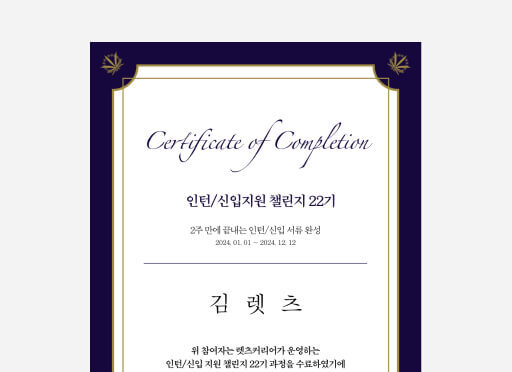 Certificate of Completion
인턴/신입지원 챌린지 22기
2주 만에 끝내는 인턴/신입 서류 완성
2024. 01. 01 ~ 2024. 12. 12
김 렛 츠
위 참여자는 렛츠커리어가 운영하는
인턴/신입 지원 챌린지 22기 과정을 수료하였기에